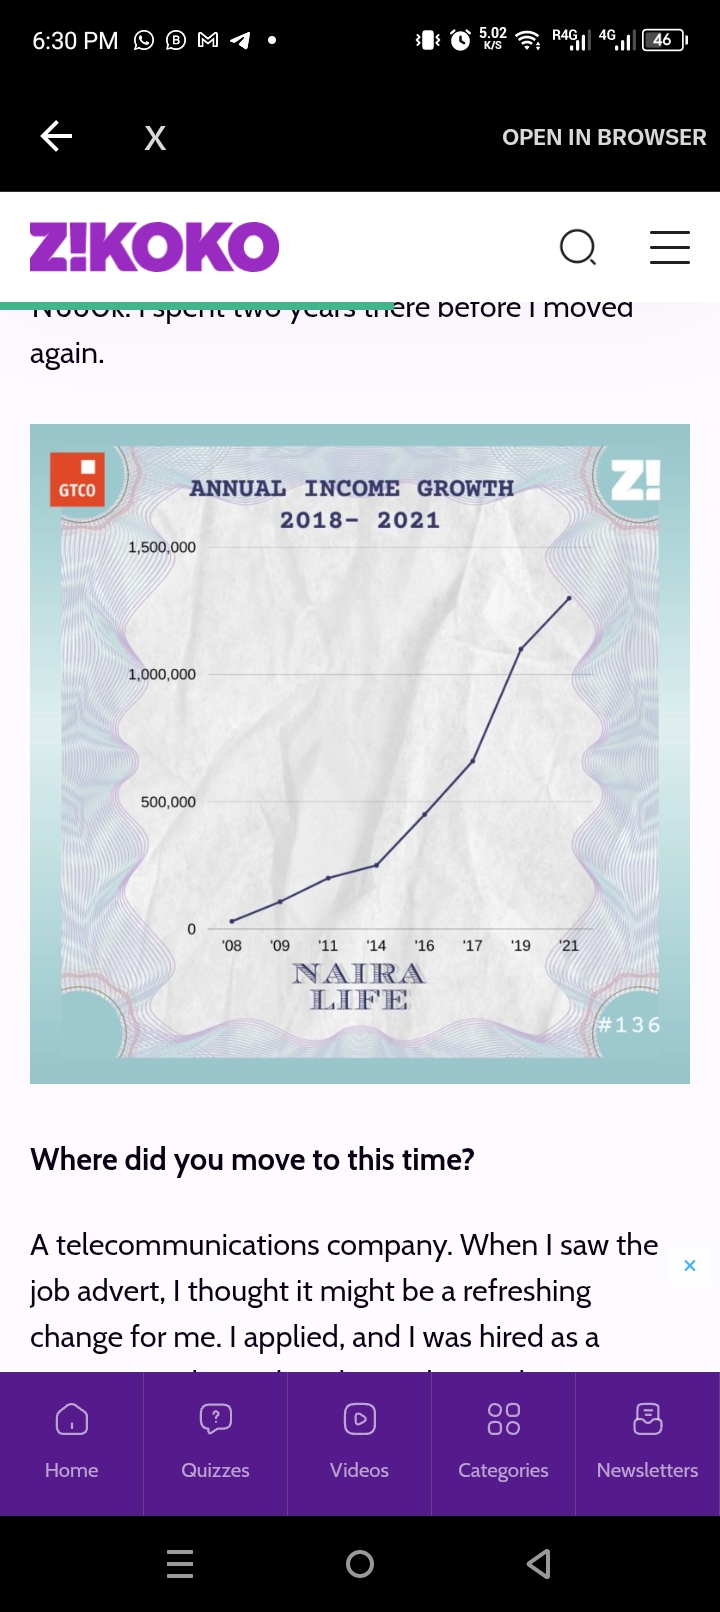 6:30 PM
5.02
K/S
R4G
4G
46
X
OPEN IN BROWSER
Z!KOKO
I spent two years there before I moved
again.
GTCO
Z!
ANNUAL INCOME GROWTH
2018- 2021
1,500,000
1,000,000
500,000
0
'08 '09 '11 '14 '16 '17 '19 '21
NAIRA
LIFE
#136
Where did you move to this time?
A telecommunications company. When I saw the
job advert, I thought it might be a refreshing
change for me. I applied, and I was hired as a
Home Quizzes Videos Categories Newsletters